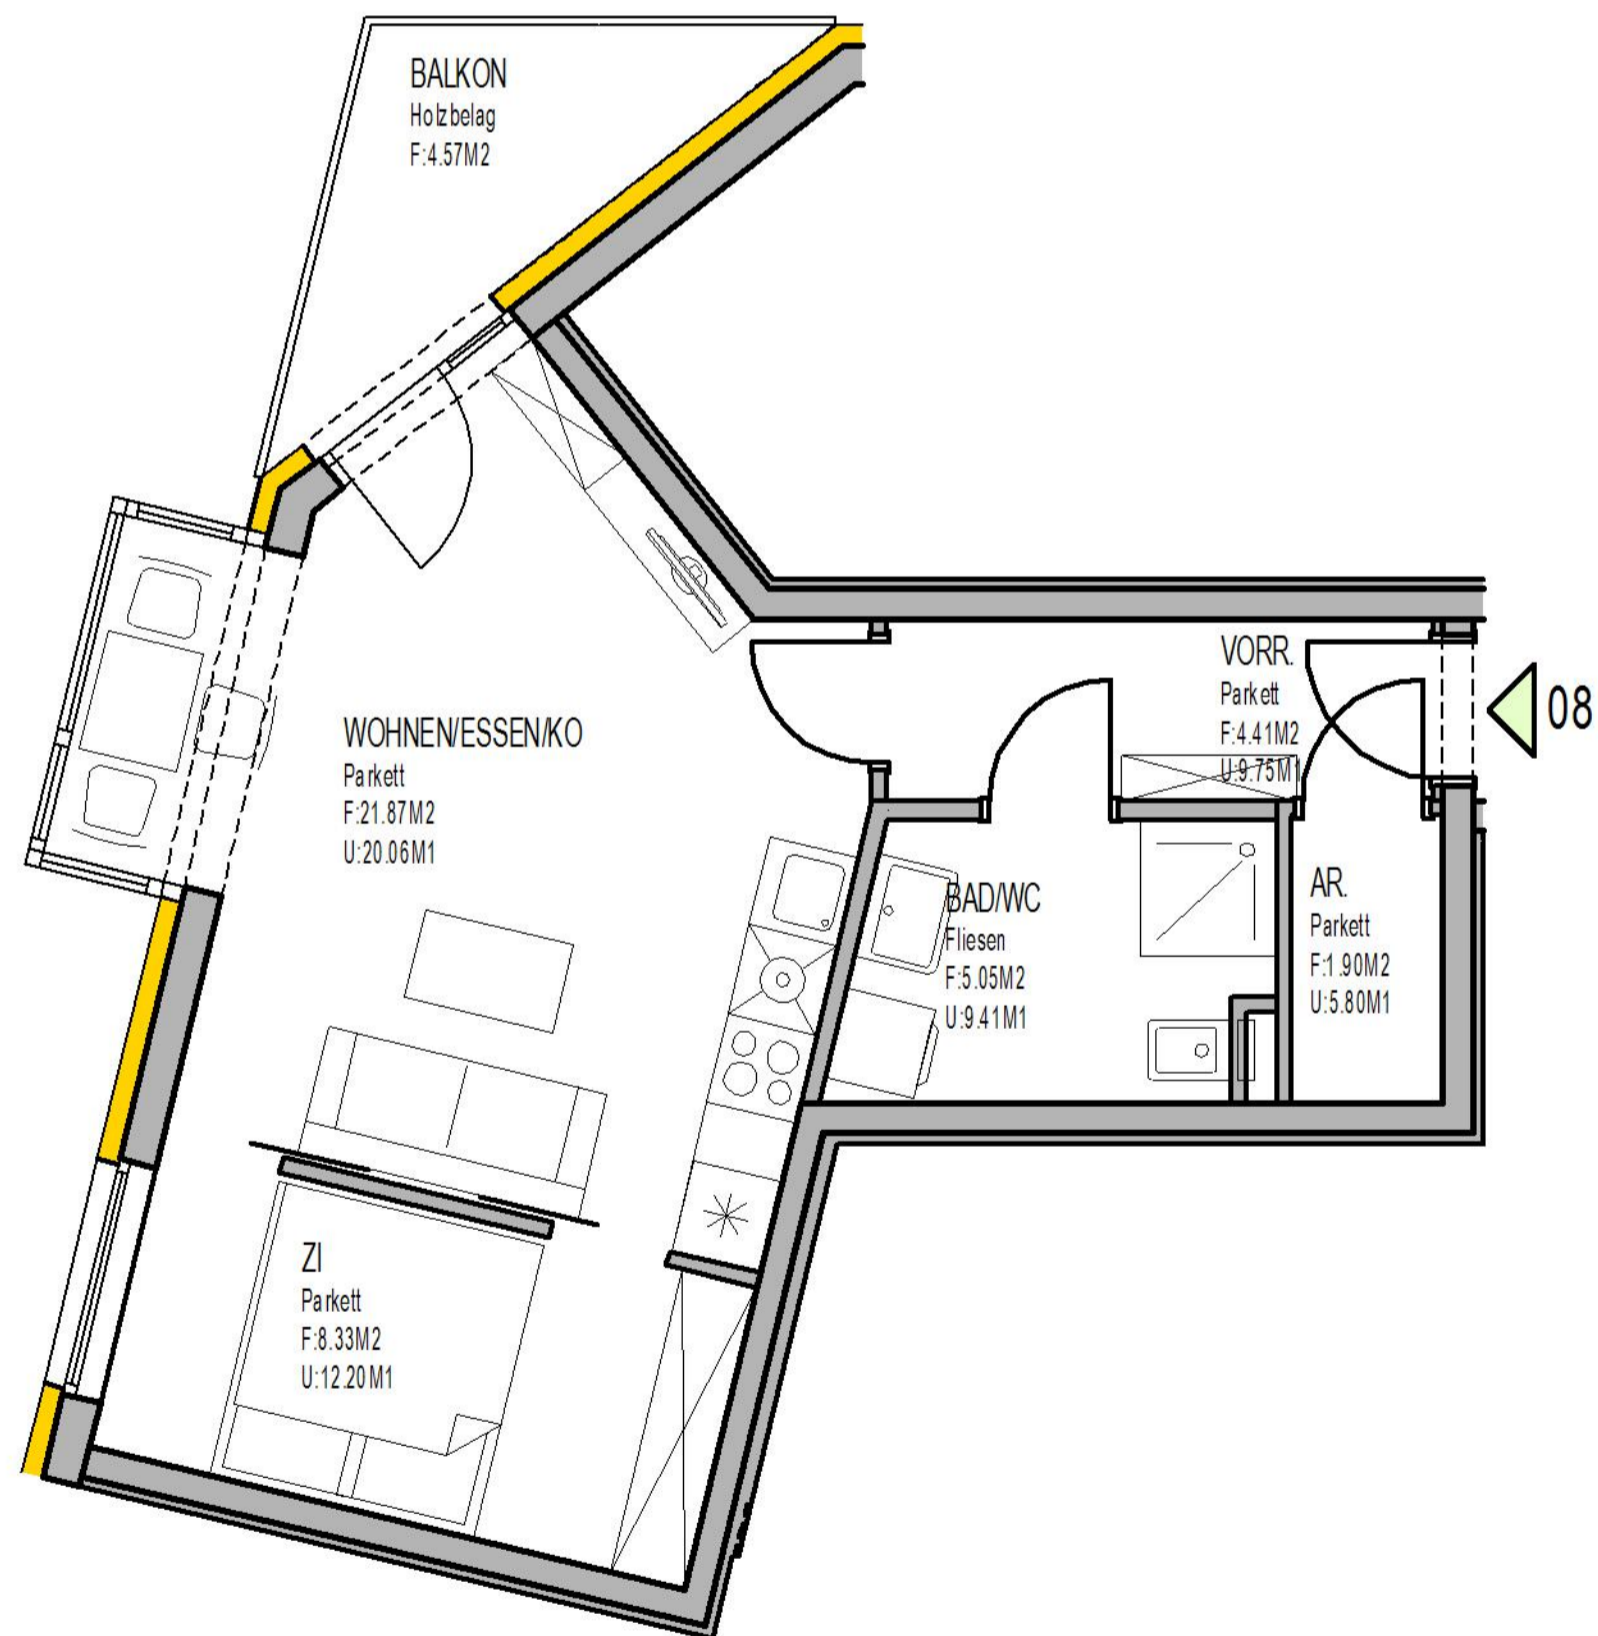 BALKON
Holzbelag
F:4.57M2
VORR.
Parkett
F:4.41M2
U:9.75M1
08
WOHNEN/ESSEN/KO
Parkett
F:21.87M2
U:20.06M1
BAD/WC
Fliesen
F:5.05M2
U:9.41M1
AR.
Parkett
F:1.90M2
U:5.80M1
ZI
Parkett
F:8.33M2
U:12.20M1